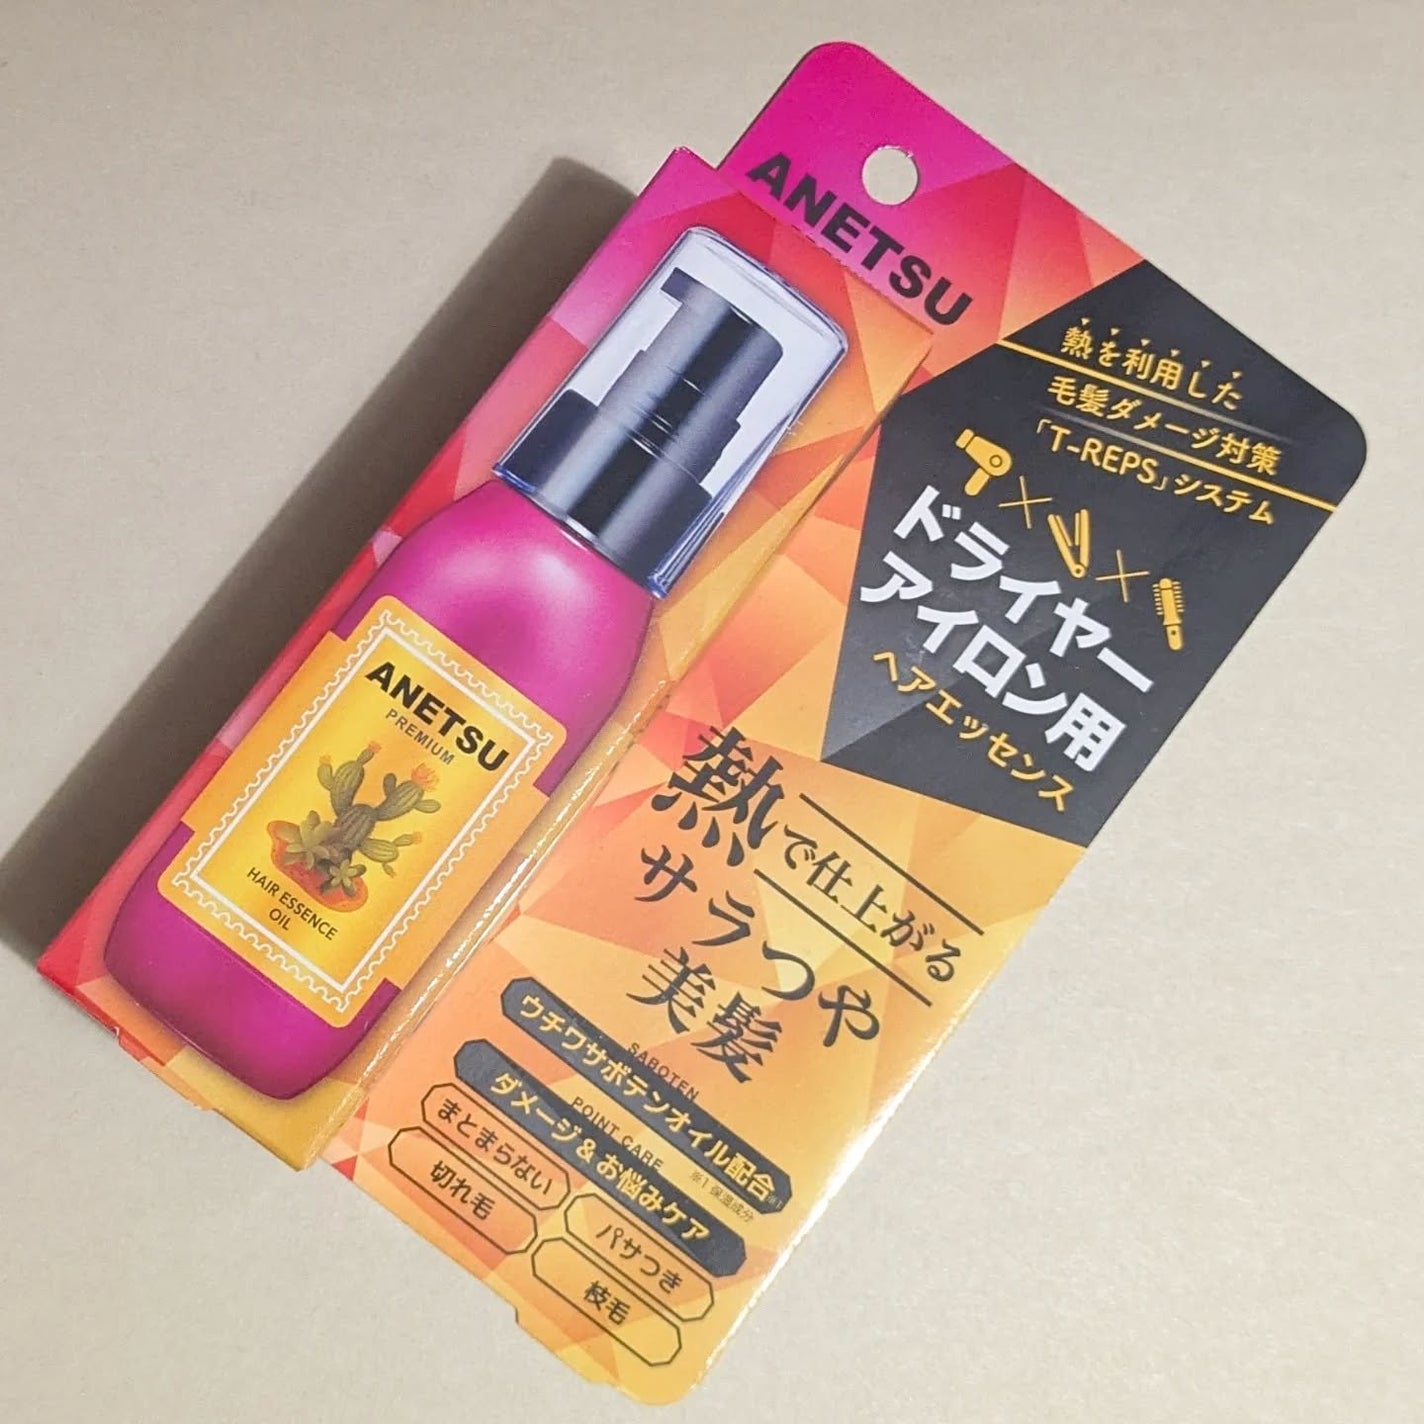 ANETSU
熱を利用した
毛髪ダメージ対策
「T-REPS」システム
ドライヤー
アイロン用
ヘアエッセンス
ANETSU
PREMIUM
HAIR ESSENCE
OIL
熱で仕上がる
サラつや
美髪
SABOTEN
ウチワサボテンオイル配合※1
※1 保湿成分
POINT CARE
ダメージ&お悩みケア
まとまらない
パサつき
切れ毛
枝毛